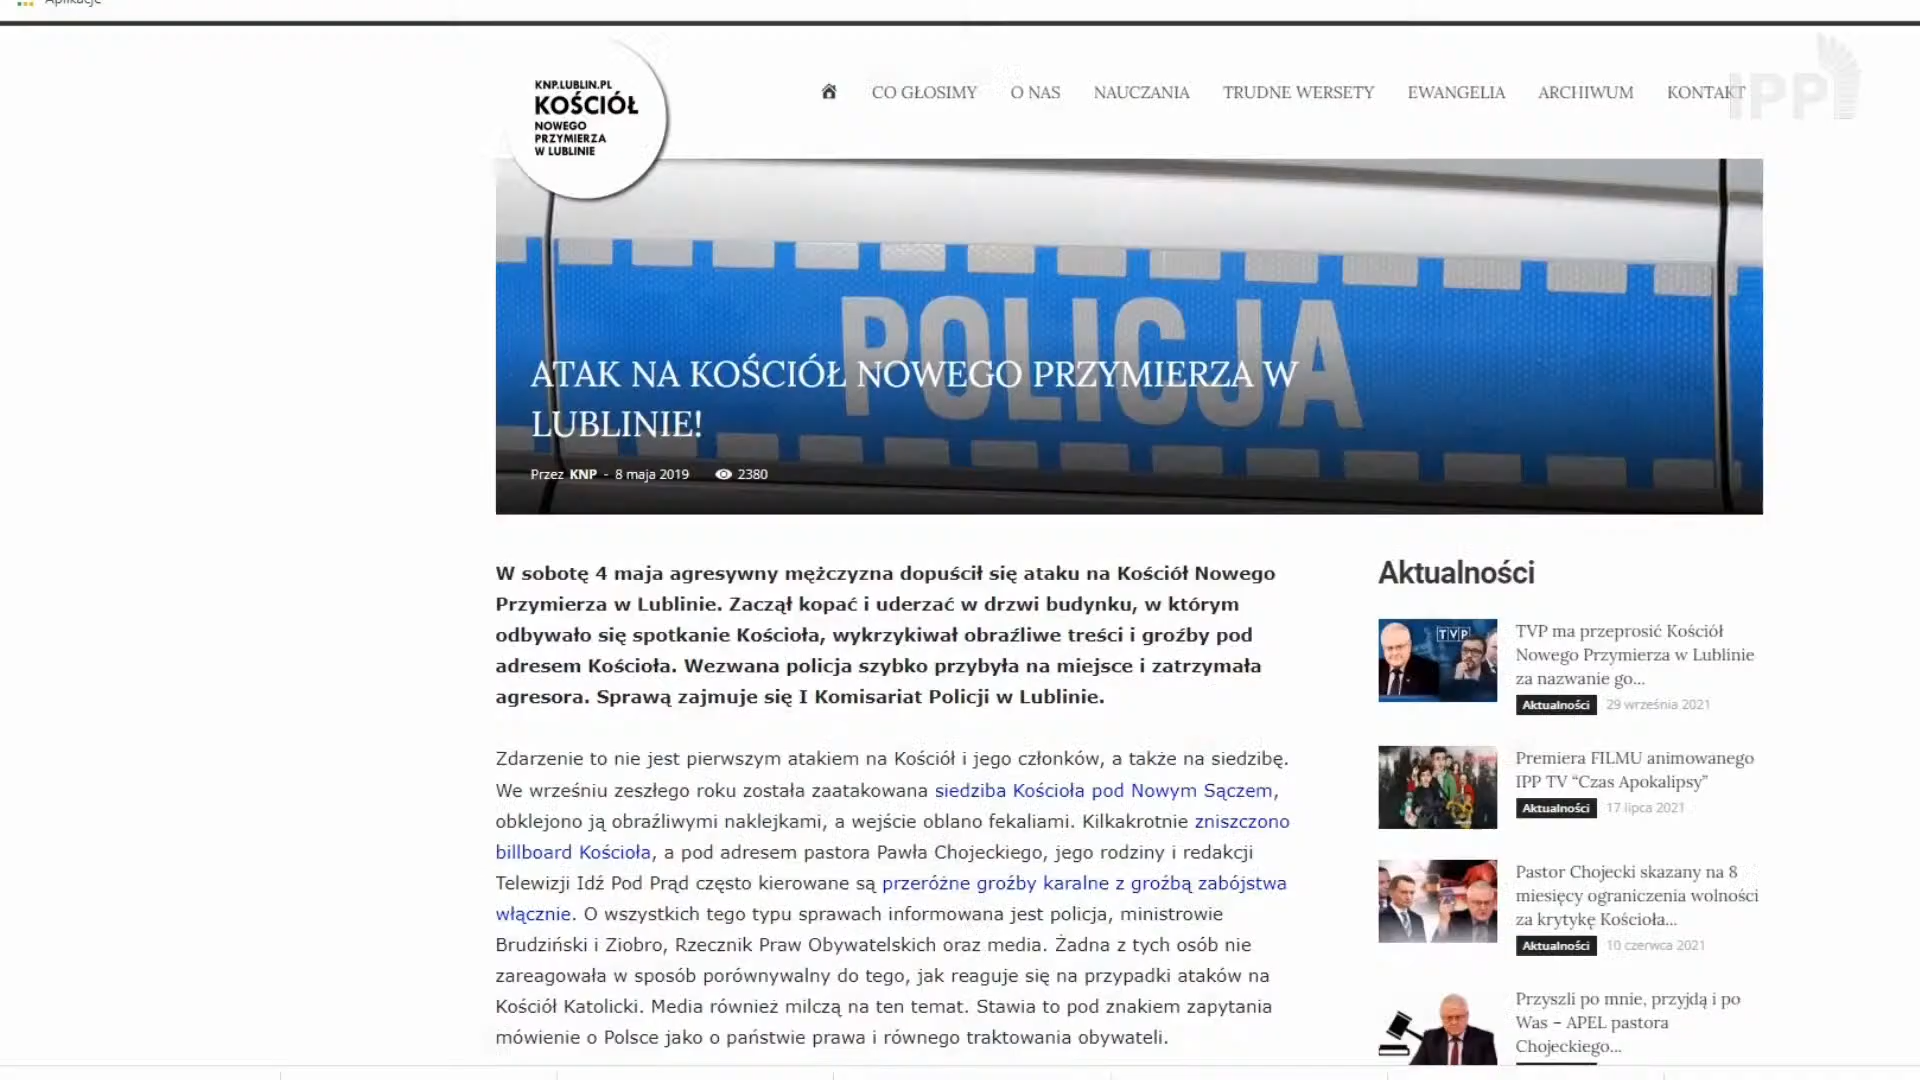 Aplikacje
KNP.LUBLIN.PL
KOŚCIÓŁ
NOWEGO
PRZYMIERZA
W LUBLINIE
CO GŁOSIMY
O NAS
NAUCZANIA
TRUDNE WERSETY
EWANGELIA
ARCHIWUM
KONTAKT
IPP
POLICJA
ATAK NA KOŚCIÓŁ NOWEGO PRZYMIERZA W
LUBLINIE!
Przez KNP - 8 maja 2019 2380
W sobotę 4 maja agresywny mężczyzna dopuścił się ataku na Kościół Nowego
Przymierza w Lublinie. Zaczął kopać i uderzać w drzwi budynku, w którym
odbywało się spotkanie Kościoła, wykrzykiwał obraźliwe treści i groźby pod
adresem Kościoła. Wezwana policja szybko przybyła na miejsce i zatrzymała
agresora. Sprawą zajmuje się I Komisariat Policji w Lublinie.
Zdarzenie to nie jest pierwszym atakiem na Kościół i jego członków, a także na siedzibę.
We wrześniu zeszłego roku została zaatakowana siedziba Kościoła pod Nowym Sączem,
obklejono ją obraźliwymi naklejkami, a wejście oblano fekaliami. Kilkakrotnie zniszczono
billboard Kościoła, a pod adresem pastora Pawła Chojeckiego, jego rodziny i redakcji
Telewizji Idź Pod Prąd często kierowane są przeróżne groźby karalne z groźbą zabójstwa
włącznie. O wszystkich tego typu sprawach informowana jest policja, ministrowie
Brudziński i Ziobro, Rzecznik Praw Obywatelskich oraz media. Żadna z tych osób nie
zareagowała w sposób porównywalny do tego, jak reaguje się na przypadki ataków na
Kościół Katolicki. Media również milczą na ten temat. Stawia to pod znakiem zapytania
mówienie o Polsce jako o państwie prawa i równego traktowania obywateli.
Aktualności
TVP
TVP ma przeprosić Kościół
Nowego Przymierza w Lublinie
za nazwanie go...
Aktualności 29 września 2021
Premiera FILMU animowanego
IPP TV “Czas Apokalipsy”
Aktualności 17 lipca 2021
Pastor Chojecki skazany na 8
miesięcy ograniczenia wolności
za krytykę Kościoła...
Aktualności 10 czerwca 2021
Przyszli po mnie, przyjdą i po
Was – APEL pastora
Chojeckiego...